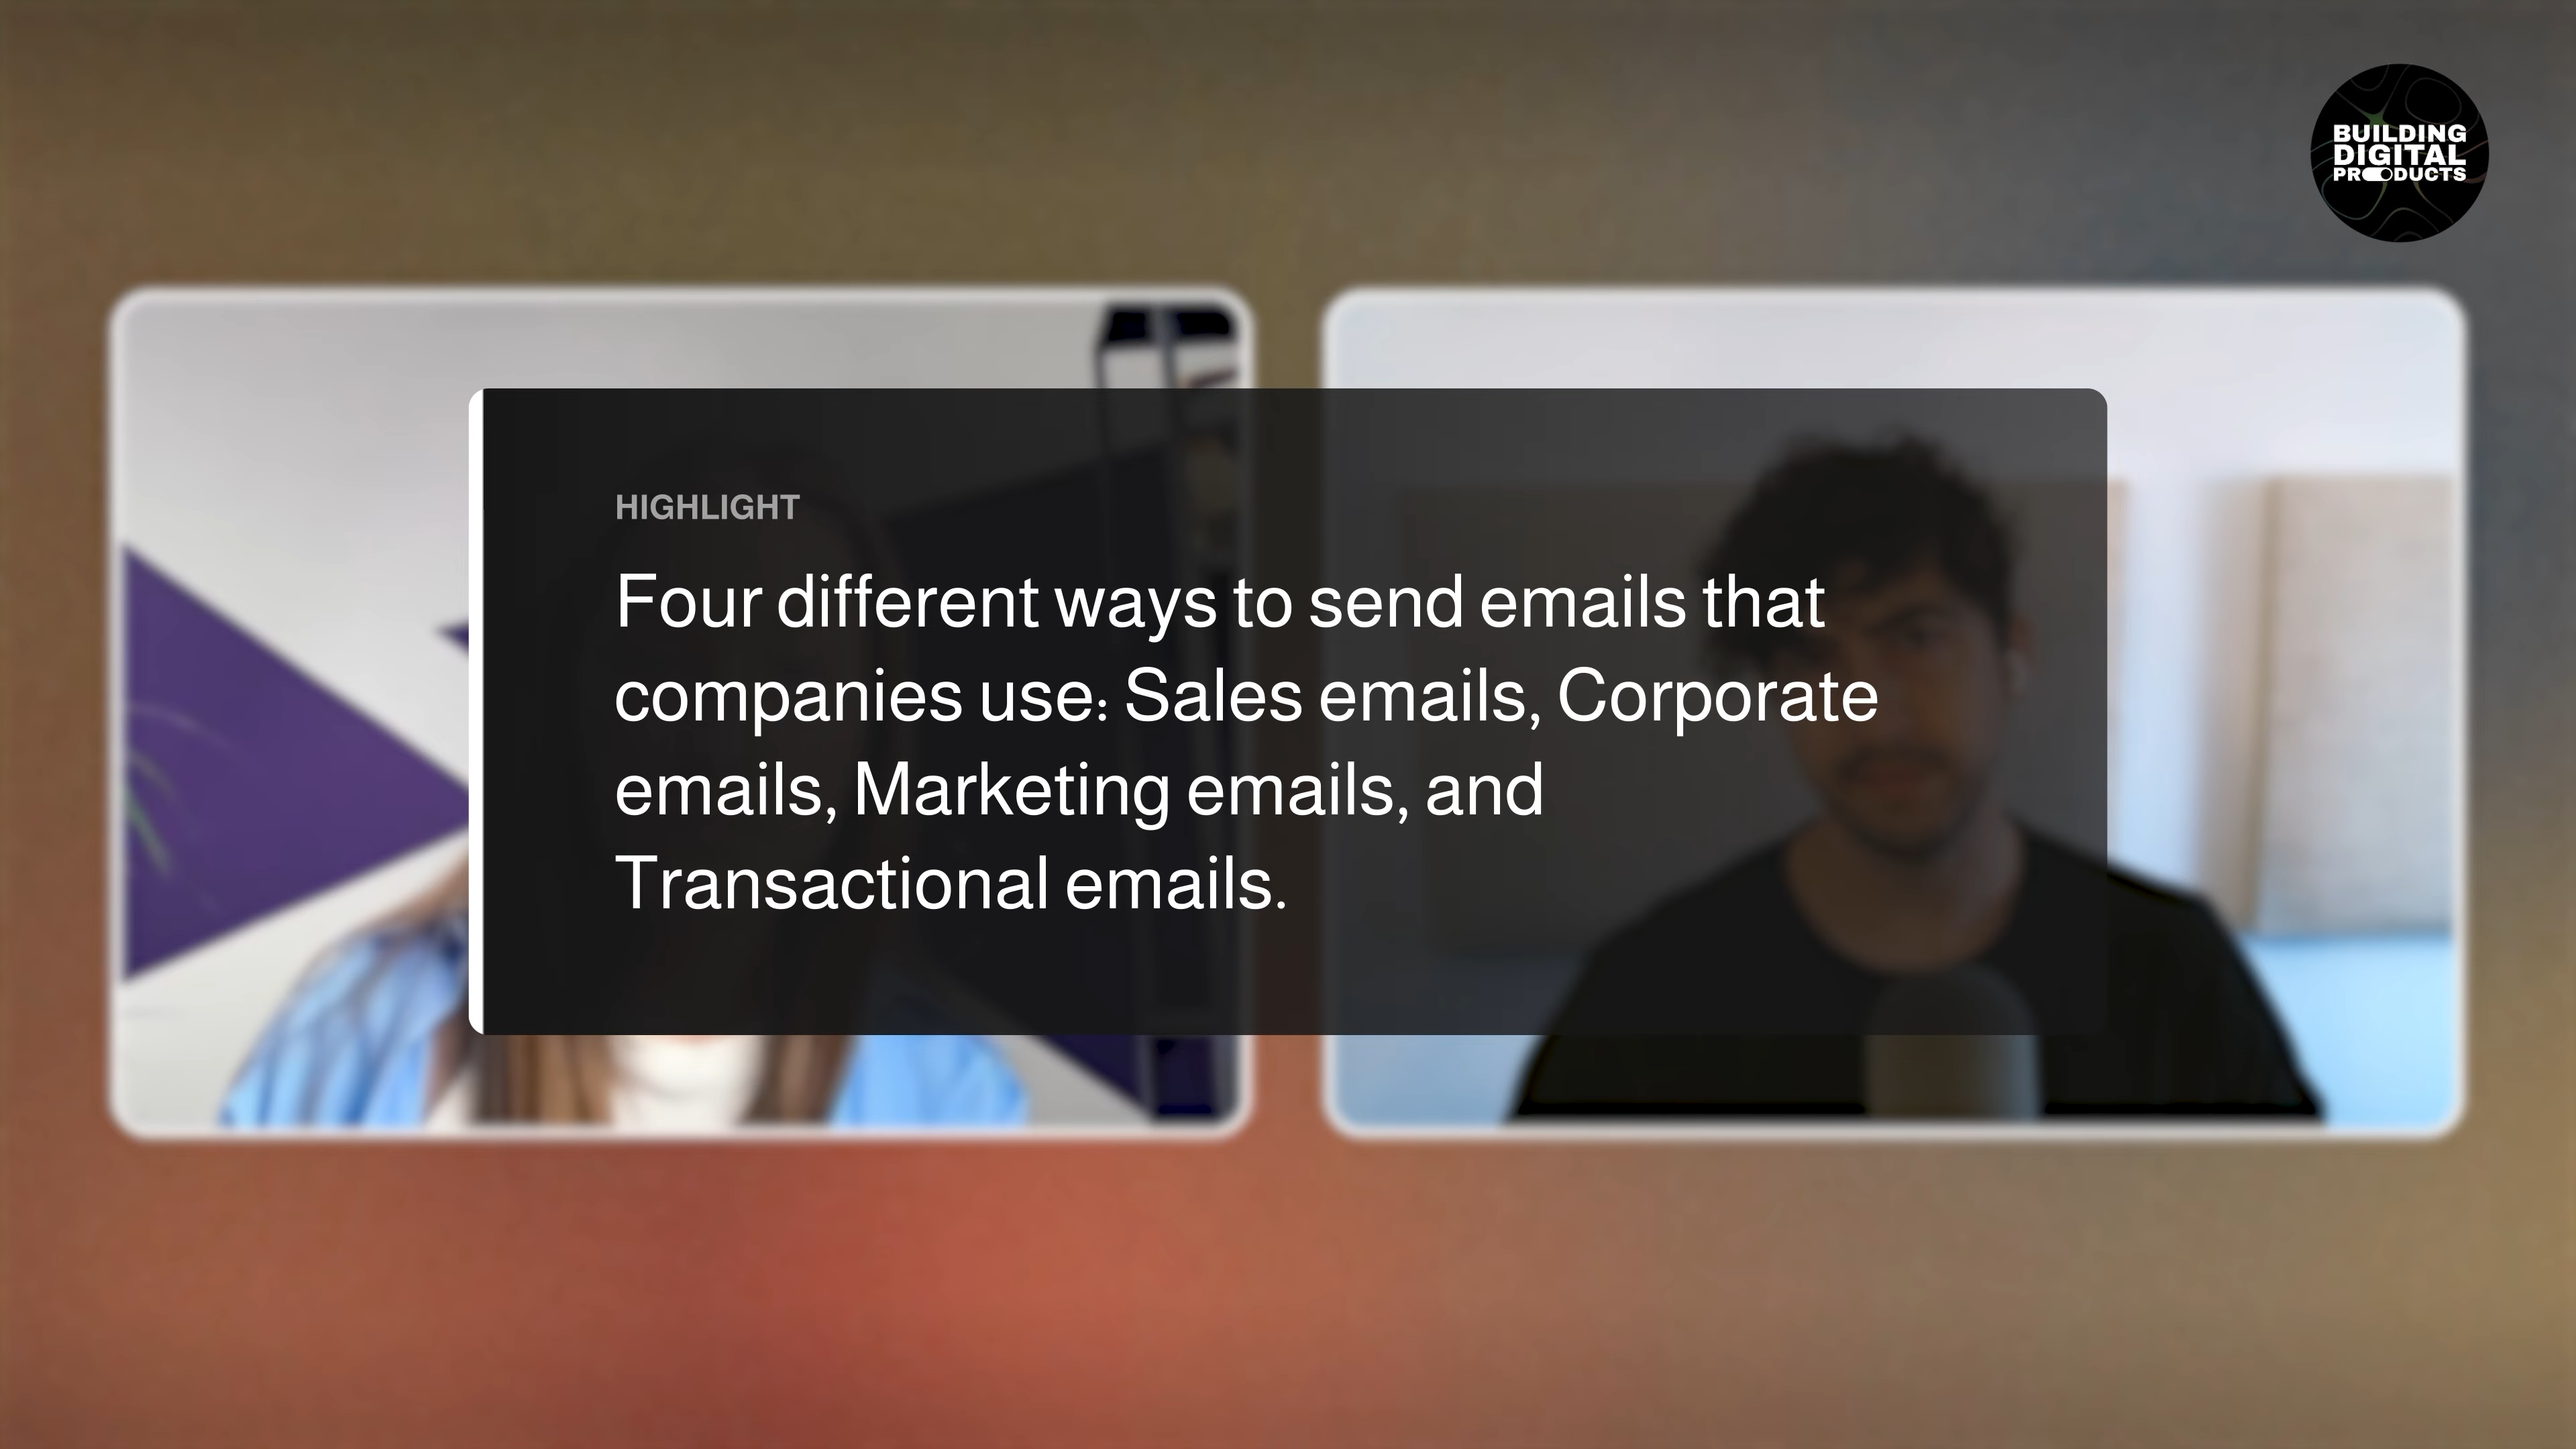 BUILDING
DIGITAL
PRODUCTS
HIGHLIGHT
Four different ways to send emails that
companies use: Sales emails, Corporate
emails, Marketing emails, and
Transactional emails.